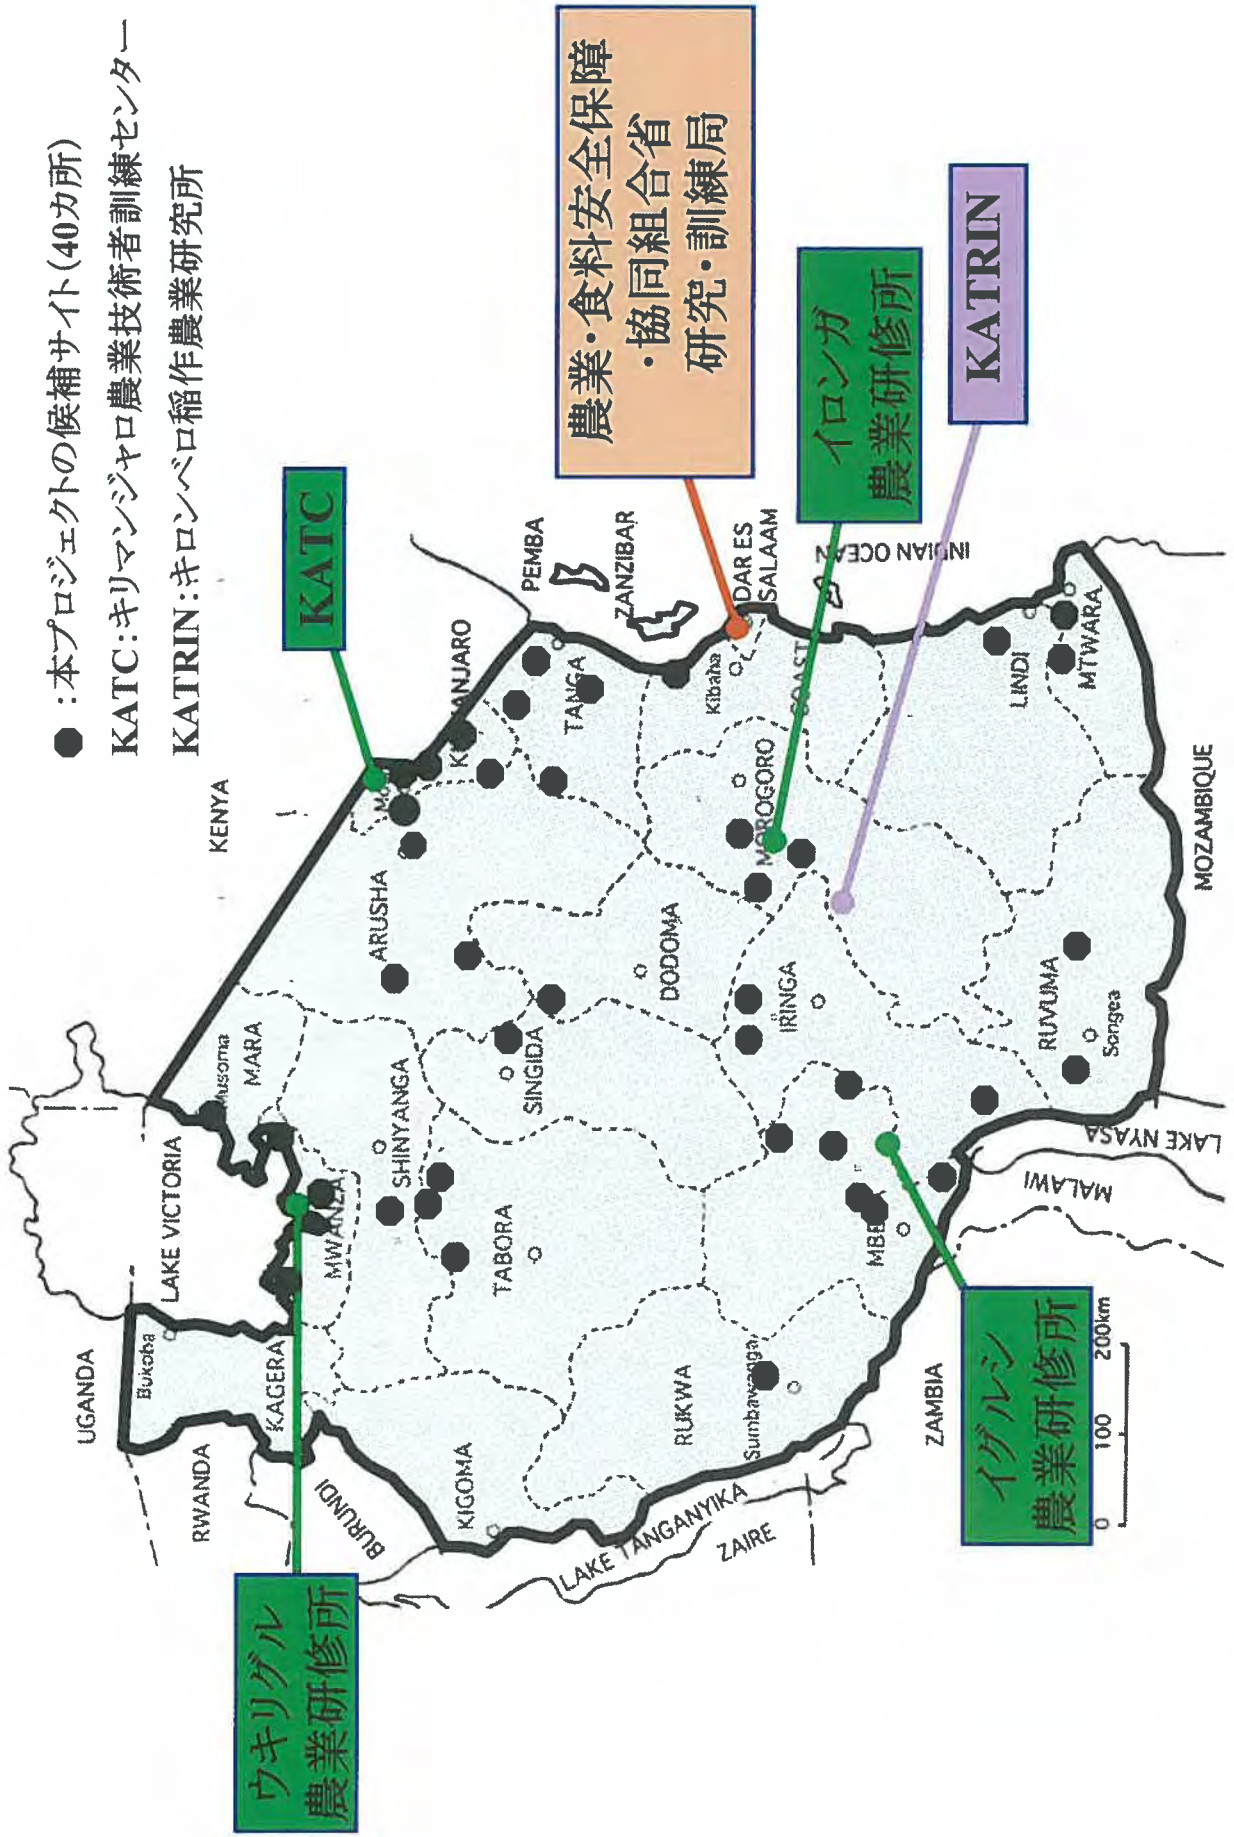 ●:本プロジェクトの候補サイト(40カ所)
KATC:キリマンジャロ農業技術者訓練センター
KATRIN:キロンベロ稲作農業研究所
KATC
農業・食料安全保障
・協同組合省
研究・訓練局
イロンガ
農業研修所
KATRIN
イグルシ
農業研修所
ウキリグル
農業研修所
UGANDA
RWANDA
BURUNDI
LAKE VICTORIA
KENYA
Bukoba
KAGERA
Musoma
MARA
MWANZA
SHINYANGA
ARUSHA
KIGOMA
TABORA
SINGIDA
TANGA
PEMBA
ZANZIBAR
DODOMA
RUKWA
Sumbawanga
Kibaha
DAR ES
SALAAM
COAST
MOROGORO
IRINGA
LAKE TANGANYIKA
ZAIRE
ZAMBIA
MALAWI
LAKE NYASA
RUVUMA
Songea
LINDI
MTWARA
INDIAN OCEAN
MOZAMBIQUE
0 100 200km